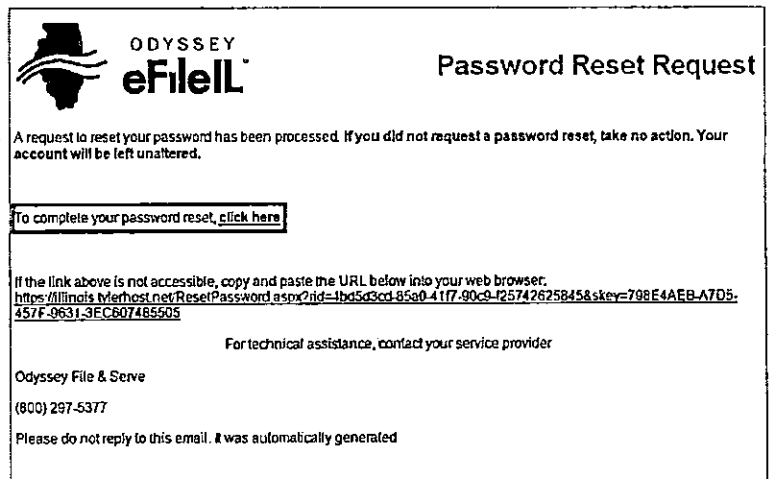 ODYSSEY
eFileIL
Password Reset Request
A request to reset your password has been processed. If you did not request a password reset, take no action. Your
account will be left unaltered.
To complete your password reset, click here
If the link above is not accessible, copy and paste the URL below into your web browser.
https://illinois.tylerhost.net/ResetPassword.aspx?rid=4bd5d3cd-85a0-41f7-90c9-f25742625845&skey=798E4AEB-A7D5-
457F-9631-3EC607485505
For technical assistance, contact your service provider
Odyssey File & Serve
(800) 297-5377
Please do not reply to this email. It was automatically generated